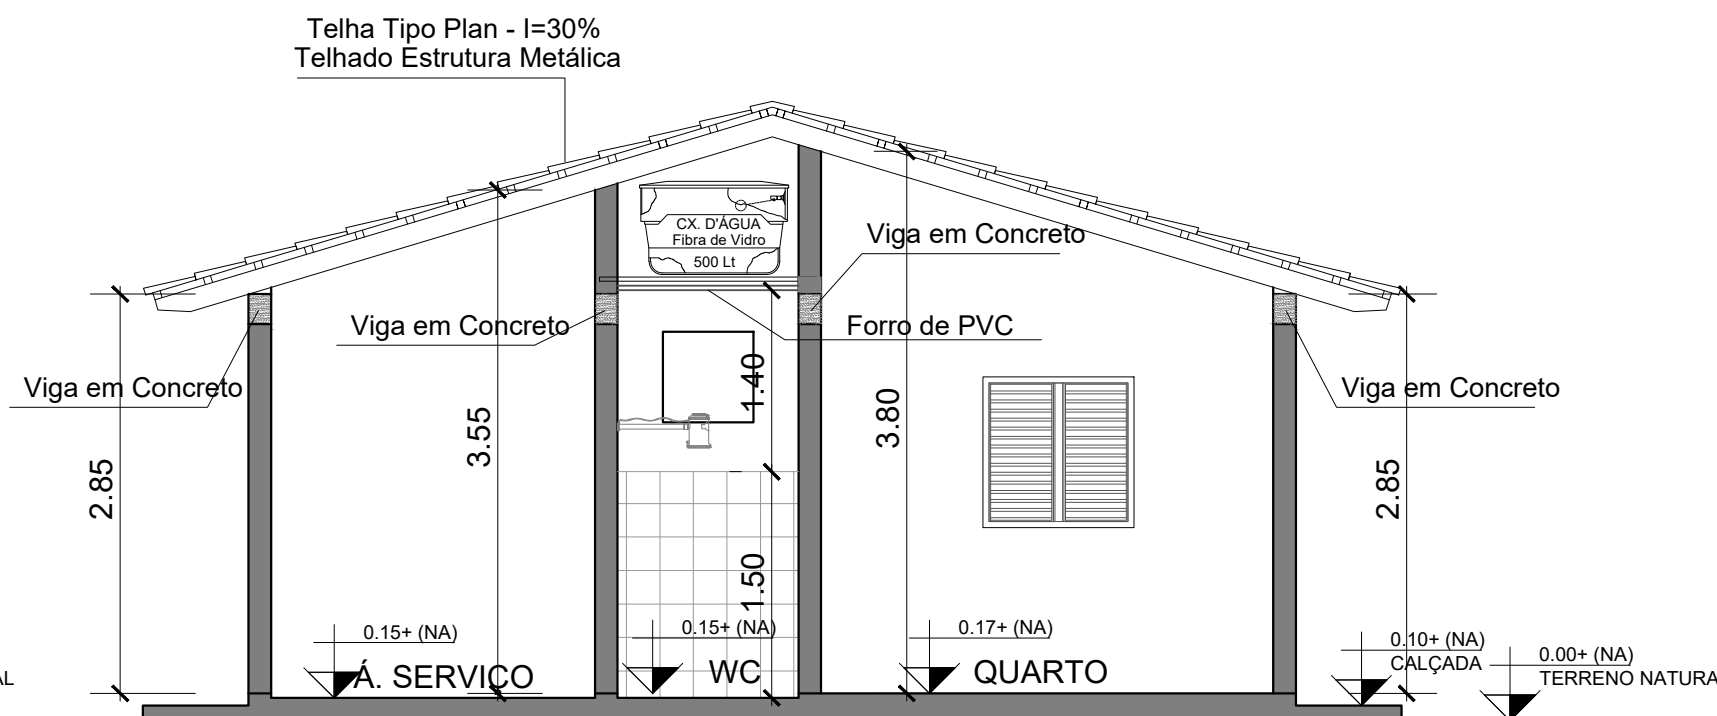 Telha Tipo Plan - I=30%
Telhado Estrutura Metálica
CX. D'ÁGUA
Fibra de Vidro
500 Lt
Viga em Concreto
Viga em Concreto
Forro de PVC
Viga em Concreto
Viga em Concreto
1.40
3.80
3.55
2.85
2.85
1.50
0.15+ (NA)
0.15+ (NA)
0.17+ (NA)
0.10+ (NA)
CALÇADA
0.00+ (NA)
TERRENO NATURA
AL
Á. SERVIÇO
WC
QUARTO